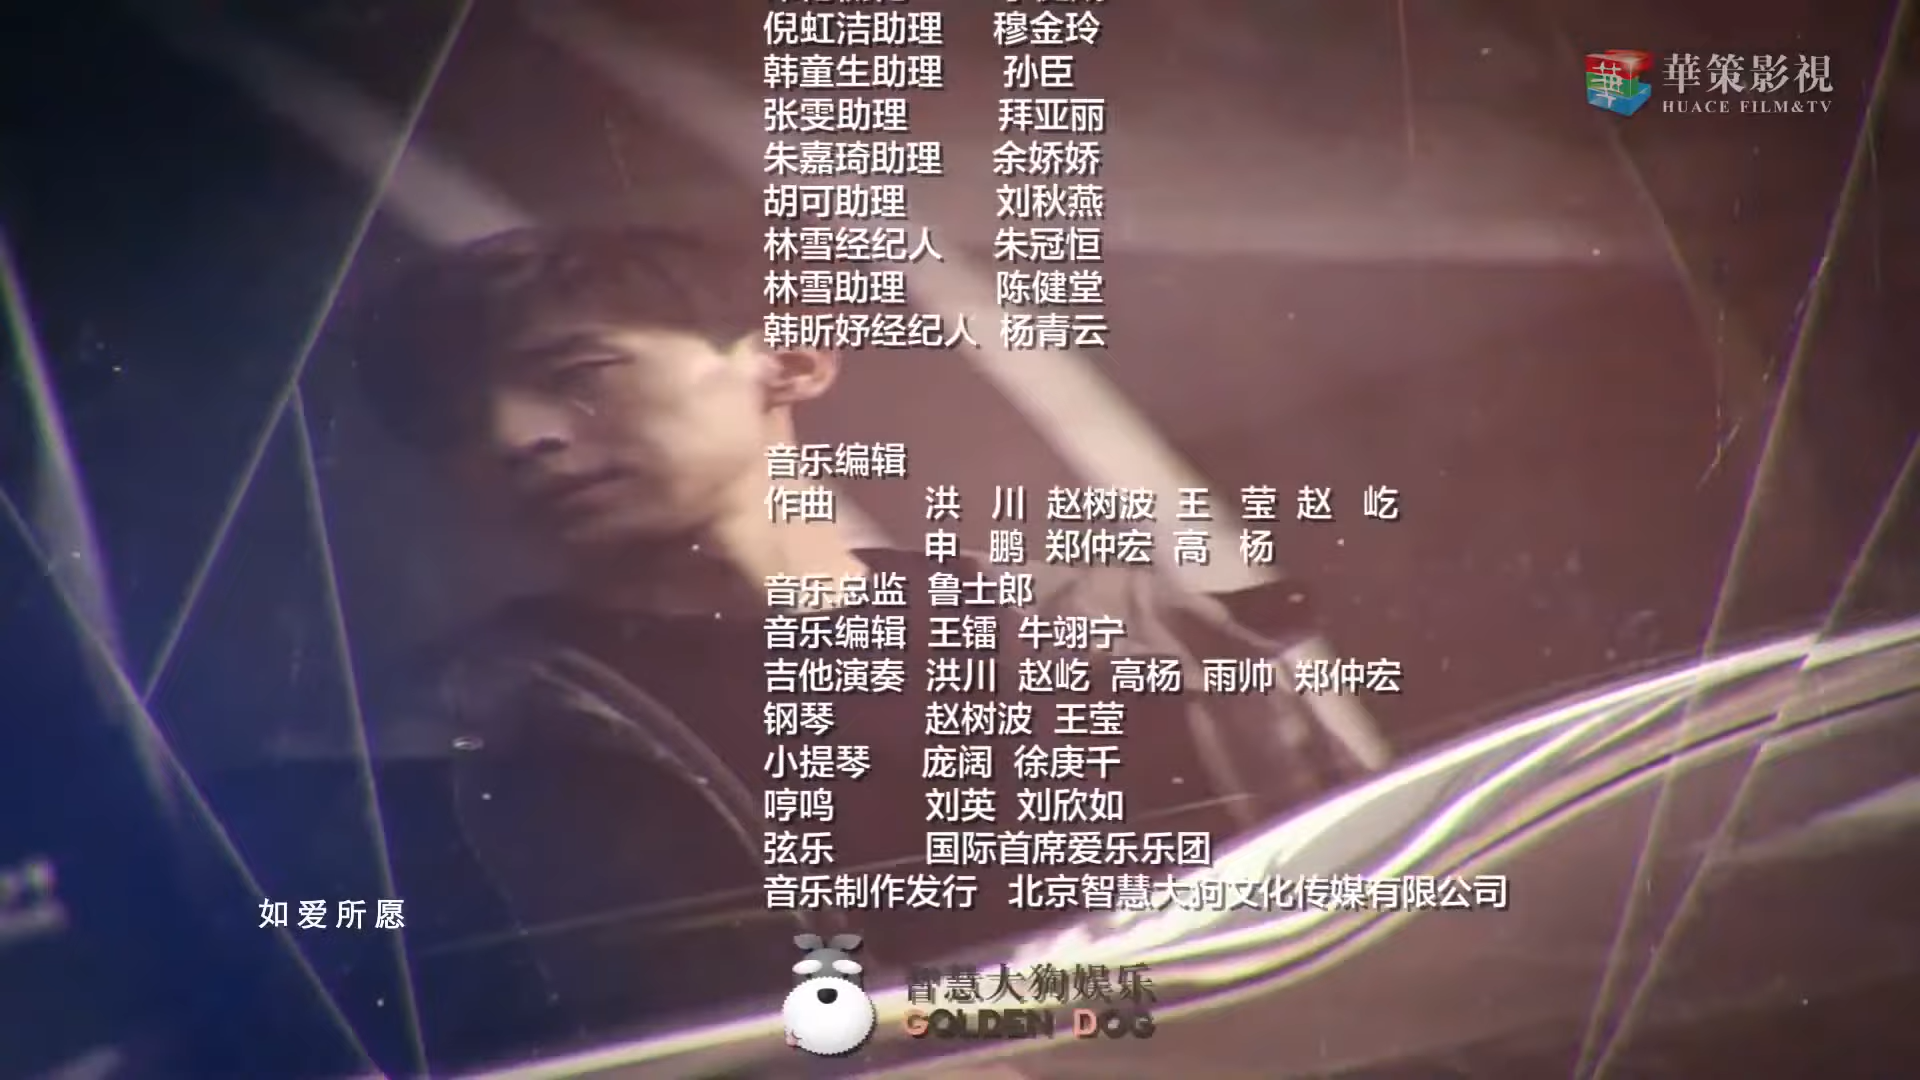 倪虹洁助理 穆金玲
韩童生助理 孙臣
张雯助理 拜亚丽
朱嘉琦助理 余娇娇
胡可助理 刘秋燕
林雪经纪人 朱冠恒
林雪助理 陈健堂
韩昕妤经纪人 杨青云
華策影視
HUACE FILM&TV
音乐编辑
作曲 洪 川 赵树波 王 莹 赵 屹
申 鹏 郑仲宏 高 杨
音乐总监 鲁士郎
音乐编辑 王镭 牛翊宁
吉他演奏 洪川 赵屹 高杨 雨帅 郑仲宏
钢琴 赵树波 王莹
小提琴 庞阔 徐庚千
哼鸣 刘英 刘欣如
弦乐 国际首席爱乐乐团
音乐制作发行 北京智慧大狗文化传媒有限公司
如爱所愿
智慧大狗娱乐
GOLDEN DOG